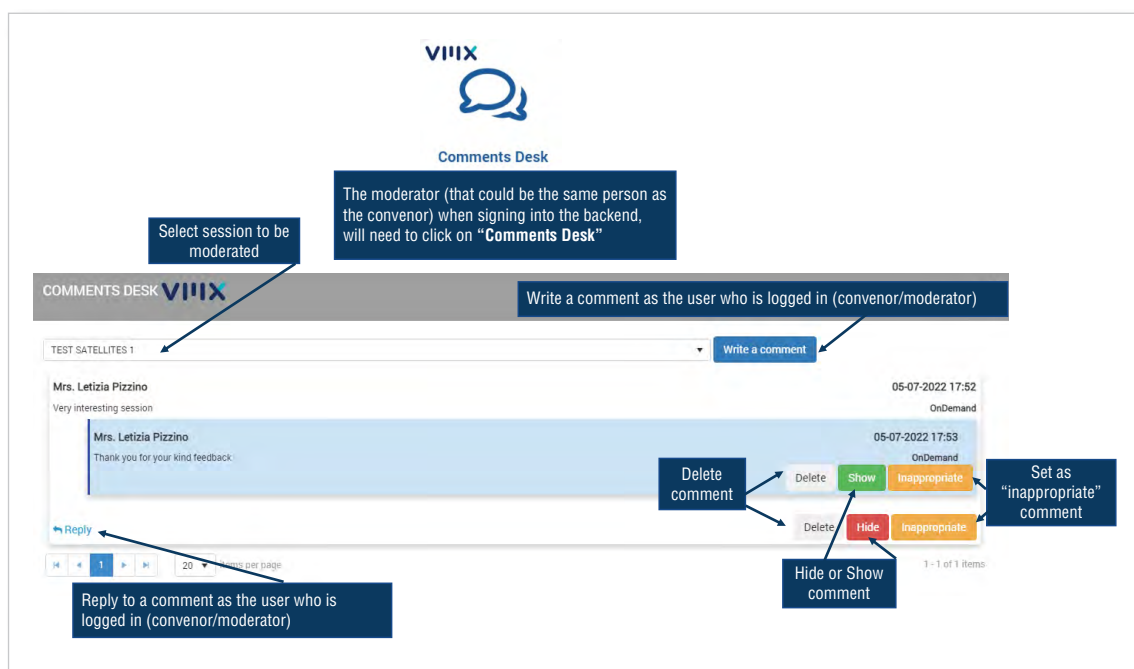 VIIIX
Comments Desk
The moderator (that could be the same person as
the convenor) when signing into the backend,
will need to click on “Comments Desk”
Select session to be
moderated
COMMENTS DESK VIIIX
Write a comment as the user who is logged in (convenor/moderator)
TEST SATELLITES 1
Write a comment
Mrs. Letizia Pizzino
05-07-2022 17:52
Very interesting session
OnDemand
Mrs. Letizia Pizzino
05-07-2022 17:53
Thank you for your kind feedback
OnDemand
Delete
comment
Delete
Show
Inappropriate
Set as
“inappropriate”
comment
Reply
Delete
Hide
Inappropriate
1
20
items per page
1 - 1 of 1 items
Hide or Show
comment
Reply to a comment as the user who is
logged in (convenor/moderator)